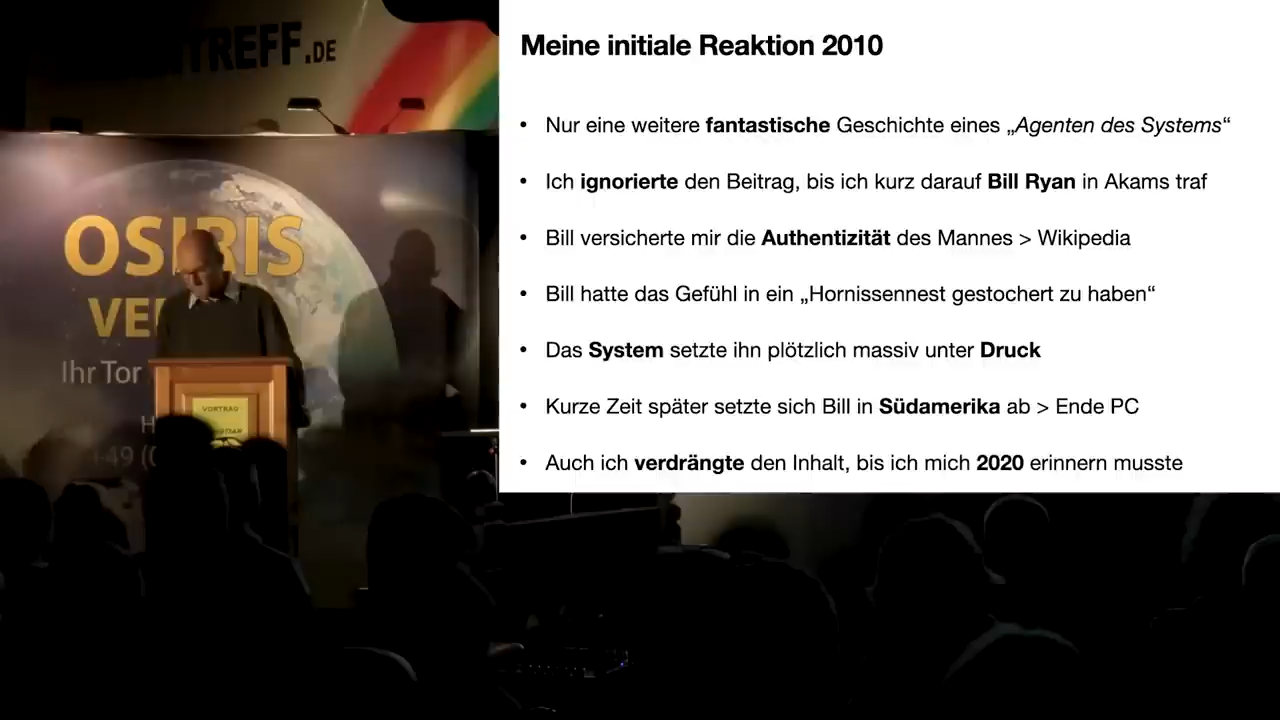 TREFF.DE
OSIRIS
Ihr Tor
VORTRAG
Meine initiale Reaktion 2010
• Nur eine weitere fantastische Geschichte eines „Agenten des Systems“
• Ich ignorierte den Beitrag, bis ich kurz darauf Bill Ryan in Akams traf
• Bill versicherte mir die Authentizität des Mannes > Wikipedia
• Bill hatte das Gefühl in ein „Hornissennest gestochert zu haben“
• Das System setzte ihn plötzlich massiv unter Druck
• Kurze Zeit später setzte sich Bill in Südamerika ab > Ende PC
• Auch ich verdrängte den Inhalt, bis ich mich 2020 erinnern musste